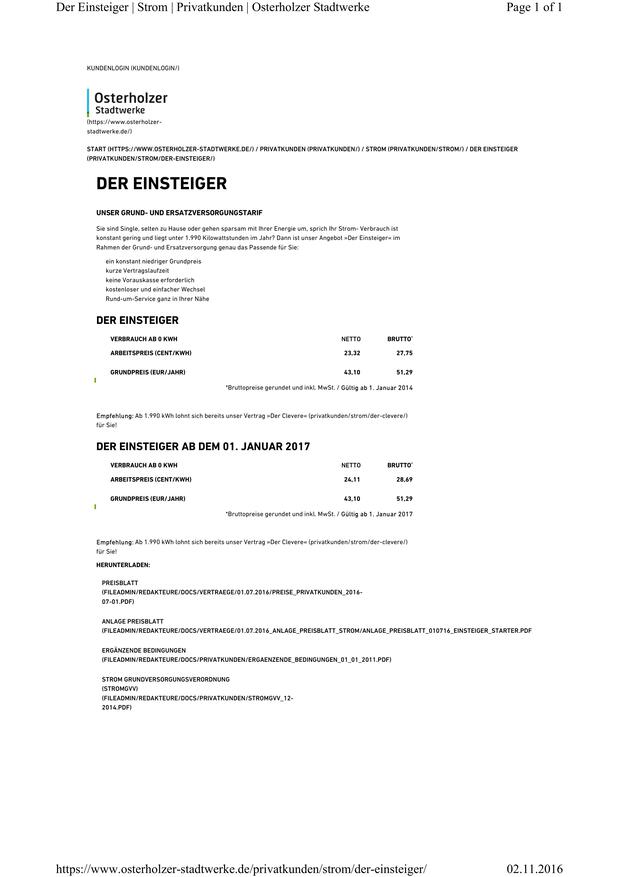 Der Einsteiger | Strom | Privatkunden | Osterholzer Stadtwerke Page 1 of 1
KUNDENLOGIN (KUNDENLOGIN/)
Osterholzer
Stadtwerke
(https://www.osterholzer-
stadtwerke.de/)
START (HTTPS://WWW.OSTERHOLZER-STADTWERKE.DE/) / PRIVATKUNDEN (PRIVATKUNDEN/) / STROM (PRIVATKUNDEN/STROM/) / DER EINSTEIGER
(PRIVATKUNDEN/STROM/DER-EINSTEIGER/)
DER EINSTEIGER
UNSER GRUND- UND ERSATZVERSORGUNGSTARIF
Sie sind Single, selten zu Hause oder gehen sparsam mit Ihrer Energie um, sprich Ihr Strom- Verbrauch ist
konstant gering und liegt unter 1.990 Kilowattstunden im Jahr? Dann ist unser Angebot »Der Einsteiger« im
Rahmen der Grund- und Ersatzversorgung genau das Passende für Sie:
ein konstant niedriger Grundpreis
kurze Vertragslaufzeit
keine Vorauskasse erforderlich
kostenloser und einfacher Wechsel
Rund-um-Service ganz in Ihrer Nähe
DER EINSTEIGER
VERBRAUCH AB 0 KWH NETTO BRUTTO*
ARBEITSPREIS (CENT/KWH) 23,32 27,75
GRUNDPREIS (EUR/JAHR) 43,10 51,29
*Bruttopreise gerundet und inkl. MwSt. / Gültig ab 1. Januar 2014
Empfehlung: Ab 1.990 kWh lohnt sich bereits unser Vertrag »Der Clevere« (privatkunden/strom/der-clevere/)
für Sie!
DER EINSTEIGER AB DEM 01. JANUAR 2017
VERBRAUCH AB 0 KWH NETTO BRUTTO*
ARBEITSPREIS (CENT/KWH) 24,11 28,69
GRUNDPREIS (EUR/JAHR) 43,10 51,29
*Bruttopreise gerundet und inkl. MwSt. / Gültig ab 1. Januar 2017
Empfehlung: Ab 1.990 kWh lohnt sich bereits unser Vertrag »Der Clevere« (privatkunden/strom/der-clevere/)
für Sie!
HERUNTERLADEN:
PREISBLATT
(FILEADMIN/REDAKTEURE/DOCS/VERTRAEGE/01.07.2016/PREISE_PRIVATKUNDEN_2016-
07-01.PDF)
ANLAGE PREISBLATT
(FILEADMIN/REDAKTEURE/DOCS/VERTRAEGE/01.07.2016_ANLAGE_PREISBLATT_STROM/ANLAGE_PREISBLATT_010716_EINSTEIGER_STARTER.PDF
ERGÄNZENDE BEDINGUNGEN
(FILEADMIN/REDAKTEURE/DOCS/PRIVATKUNDEN/ERGAENZENDE_BEDINGUNGEN_01_01_2011.PDF)
STROM GRUNDVERSORGUNGSVERORDNUNG
(STROMGVV)
(FILEADMIN/REDAKTEURE/DOCS/PRIVATKUNDEN/STROMGVV_12-
2014.PDF)
https://www.osterholzer-stadtwerke.de/privatkunden/strom/der-einsteiger/ 02.11.2016